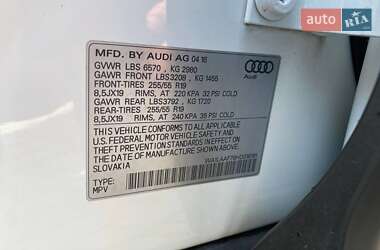 auto RIA
MFD. BY AUDI AG 04 16
GVWR LBS 6570 , KG 2980
GAWR FRONT LBS3208 , KG 1455
FRONT-TIRES 255/55 R19
8,5JX19 RIMS, AT 220 KPA 32 PSI COLD
GAWR REAR LBS3792 , KG 1720
REAR-TIRES 255/55 R19
8,5JX19 RIMS, AT 240 KPA 35 PSI COLD
THIS VEHICLE CONFORMS TO ALL APPLICABLE
U.S. FEDERAL MOTOR VEHICLE SAFETY, BUMPER AND
THEFT PREVENTION STANDARDS IN EFFECT
ON THE DATE OF MANUFACTURE SHOWN ABOVE
SLOVAKIA
TYPE:
MPV
Audi